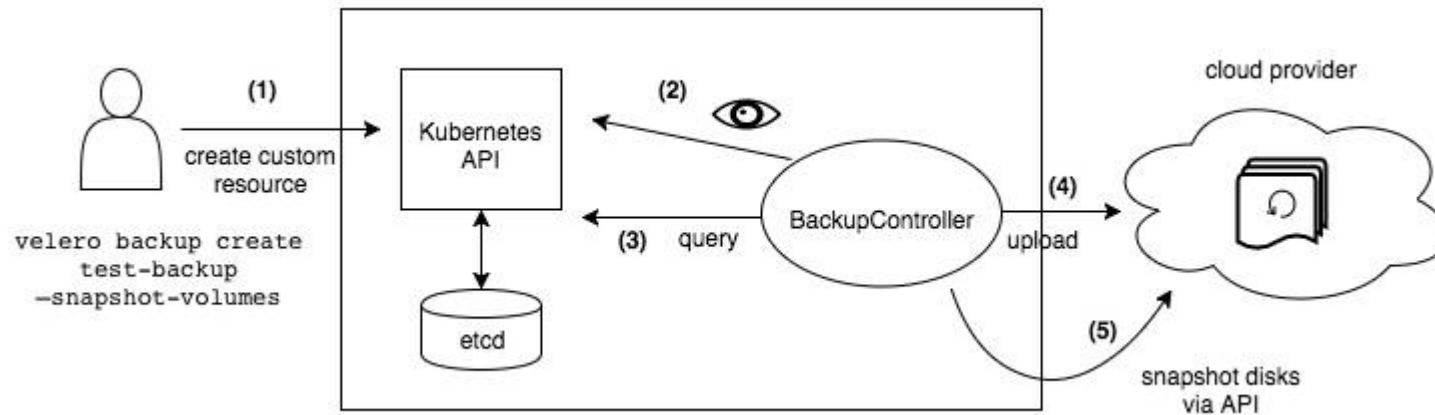 (1)
create custom
resource
velero backup create
test-backup
—snapshot-volumes
Kubernetes
API
etcd
(2)
(3)
query
BackupController
(4)
upload
cloud provider
(5)
snapshot disks
via API